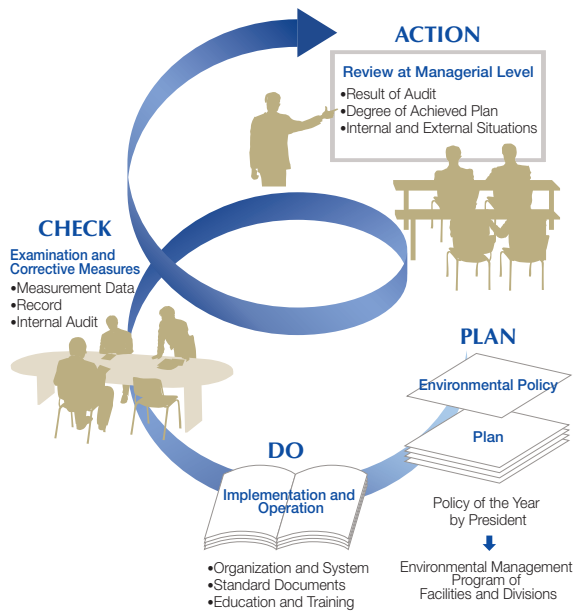 ACTION
Review at Managerial Level
•Result of Audit
•Degree of Achieved Plan
•Internal and External Situations
CHECK
Examination and
Corrective Measures
•Measurement Data
•Record
•Internal Audit
PLAN
Environmental Policy
Plan
Policy of the Year
by President
Environmental Management
Program of
Facilities and Divisions
DO
Implementation and
Operation
•Organization and System
•Standard Documents
•Education and Training